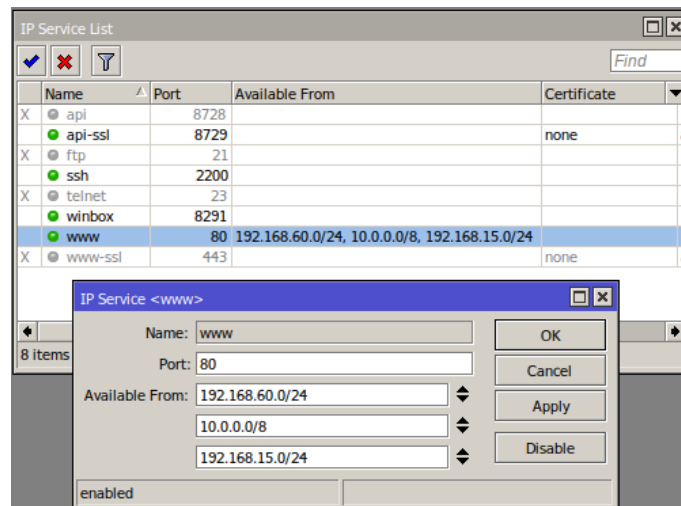 IP Service List
Find
Name Port Available From Certificate
X api 8728
api-ssl 8729 none
X ftp 21
ssh 2200
X telnet 23
winbox 8291
www 80 192.168.60.0/24, 10.0.0.0/8, 192.168.15.0/24
X www-ssl 443 none
8 items
IP Service <www>
Name: www
OK
Port: 80
Cancel
Available From: 192.168.60.0/24
Apply
10.0.0.0/8
192.168.15.0/24
Disable
enabled